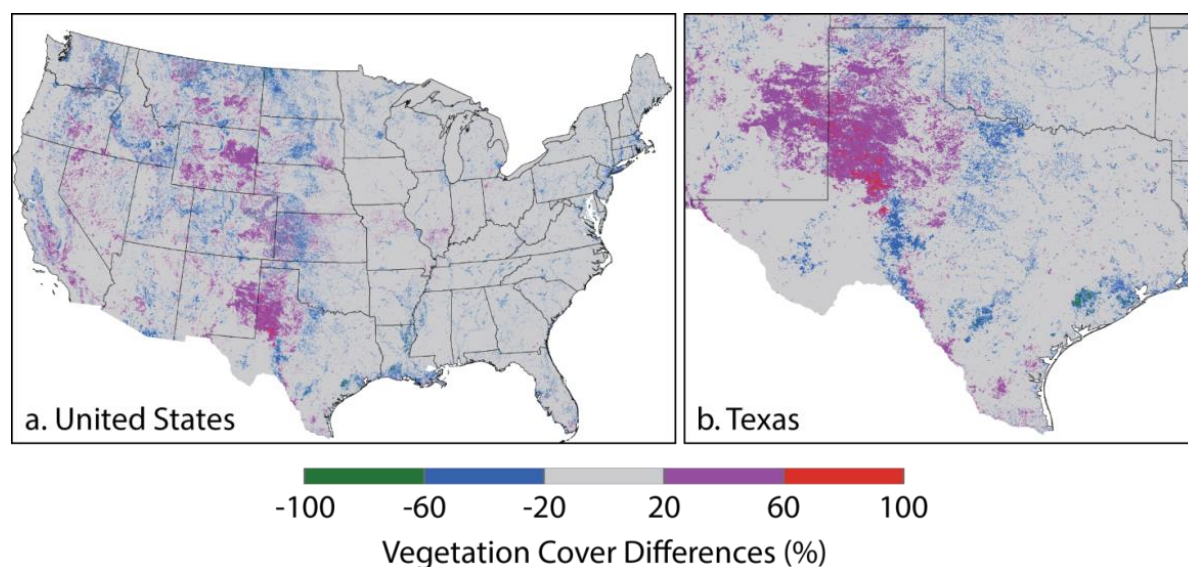 a. United States
b. Texas
-100 -60 -20 20 60 100
Vegetation Cover Differences (%)